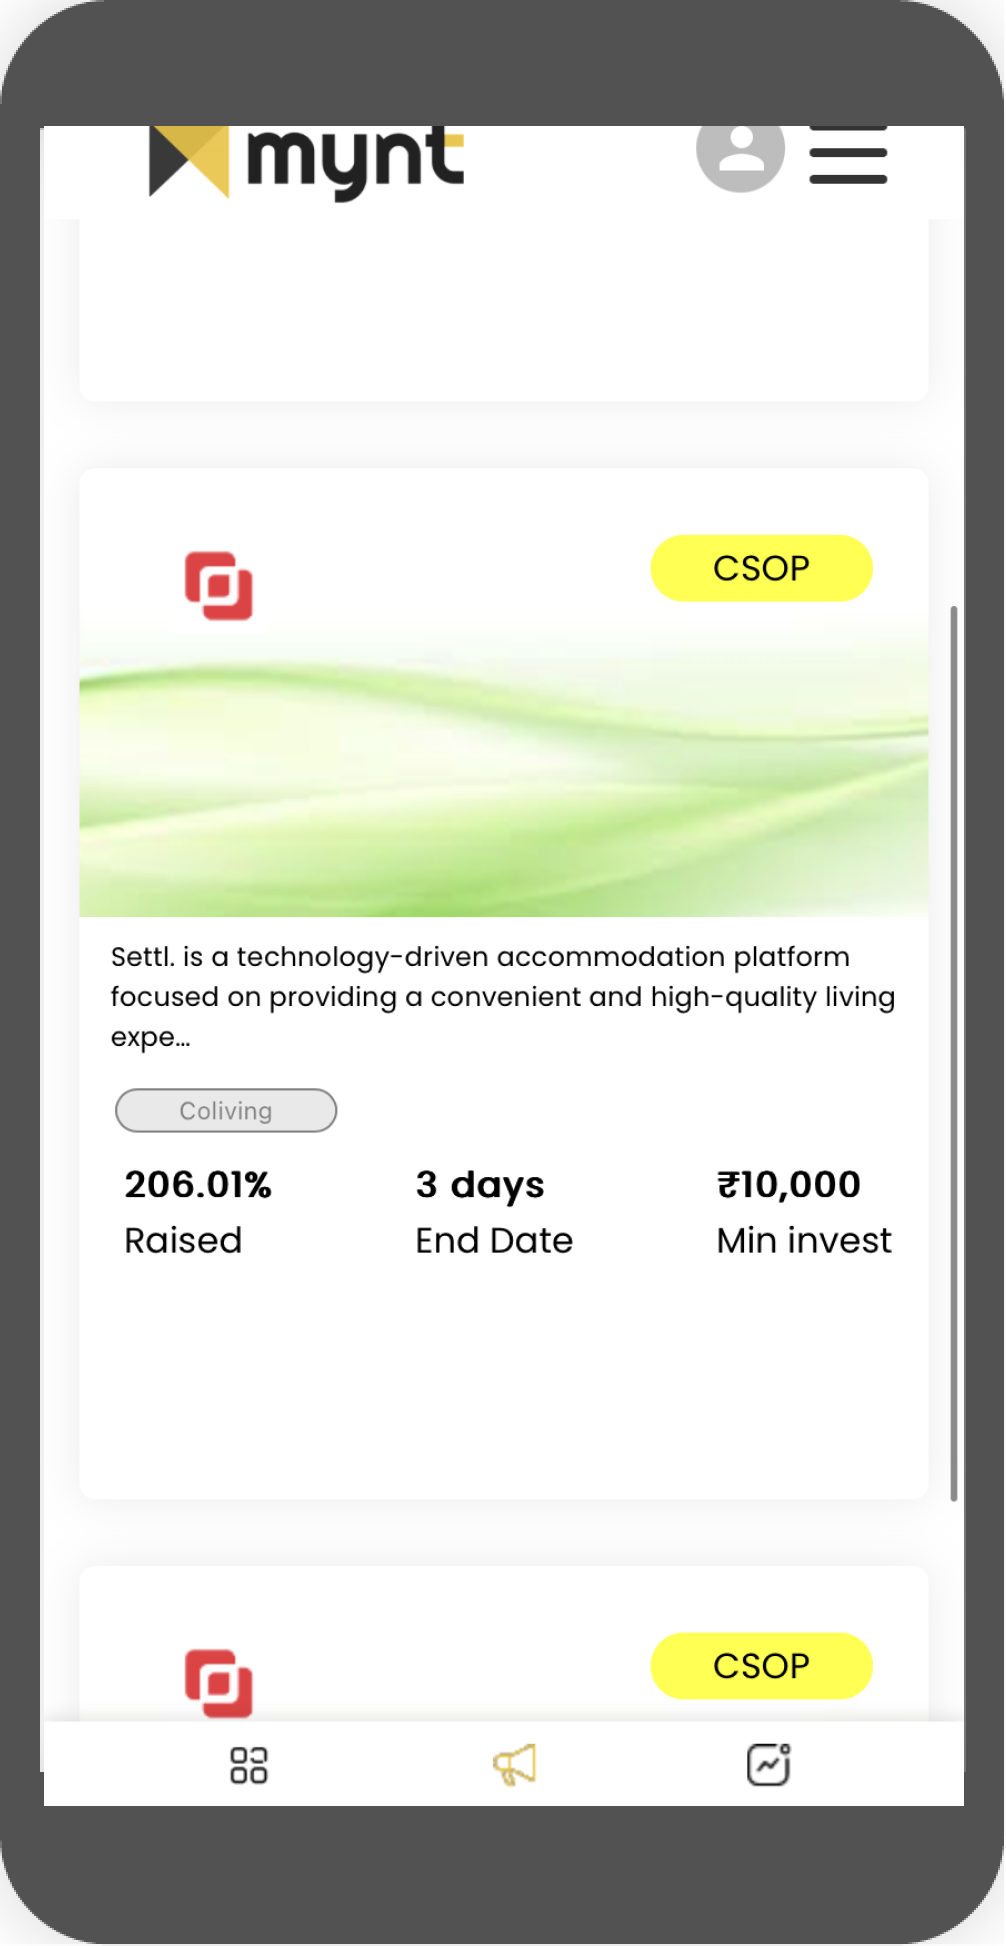 mynt
CSOP
Settl. is a technology-driven accommodation platform
focused on providing a convenient and high-quality living
expe...
Coliving
206.01% 3 days ₹10,000
Raised End Date Min invest
CSOP